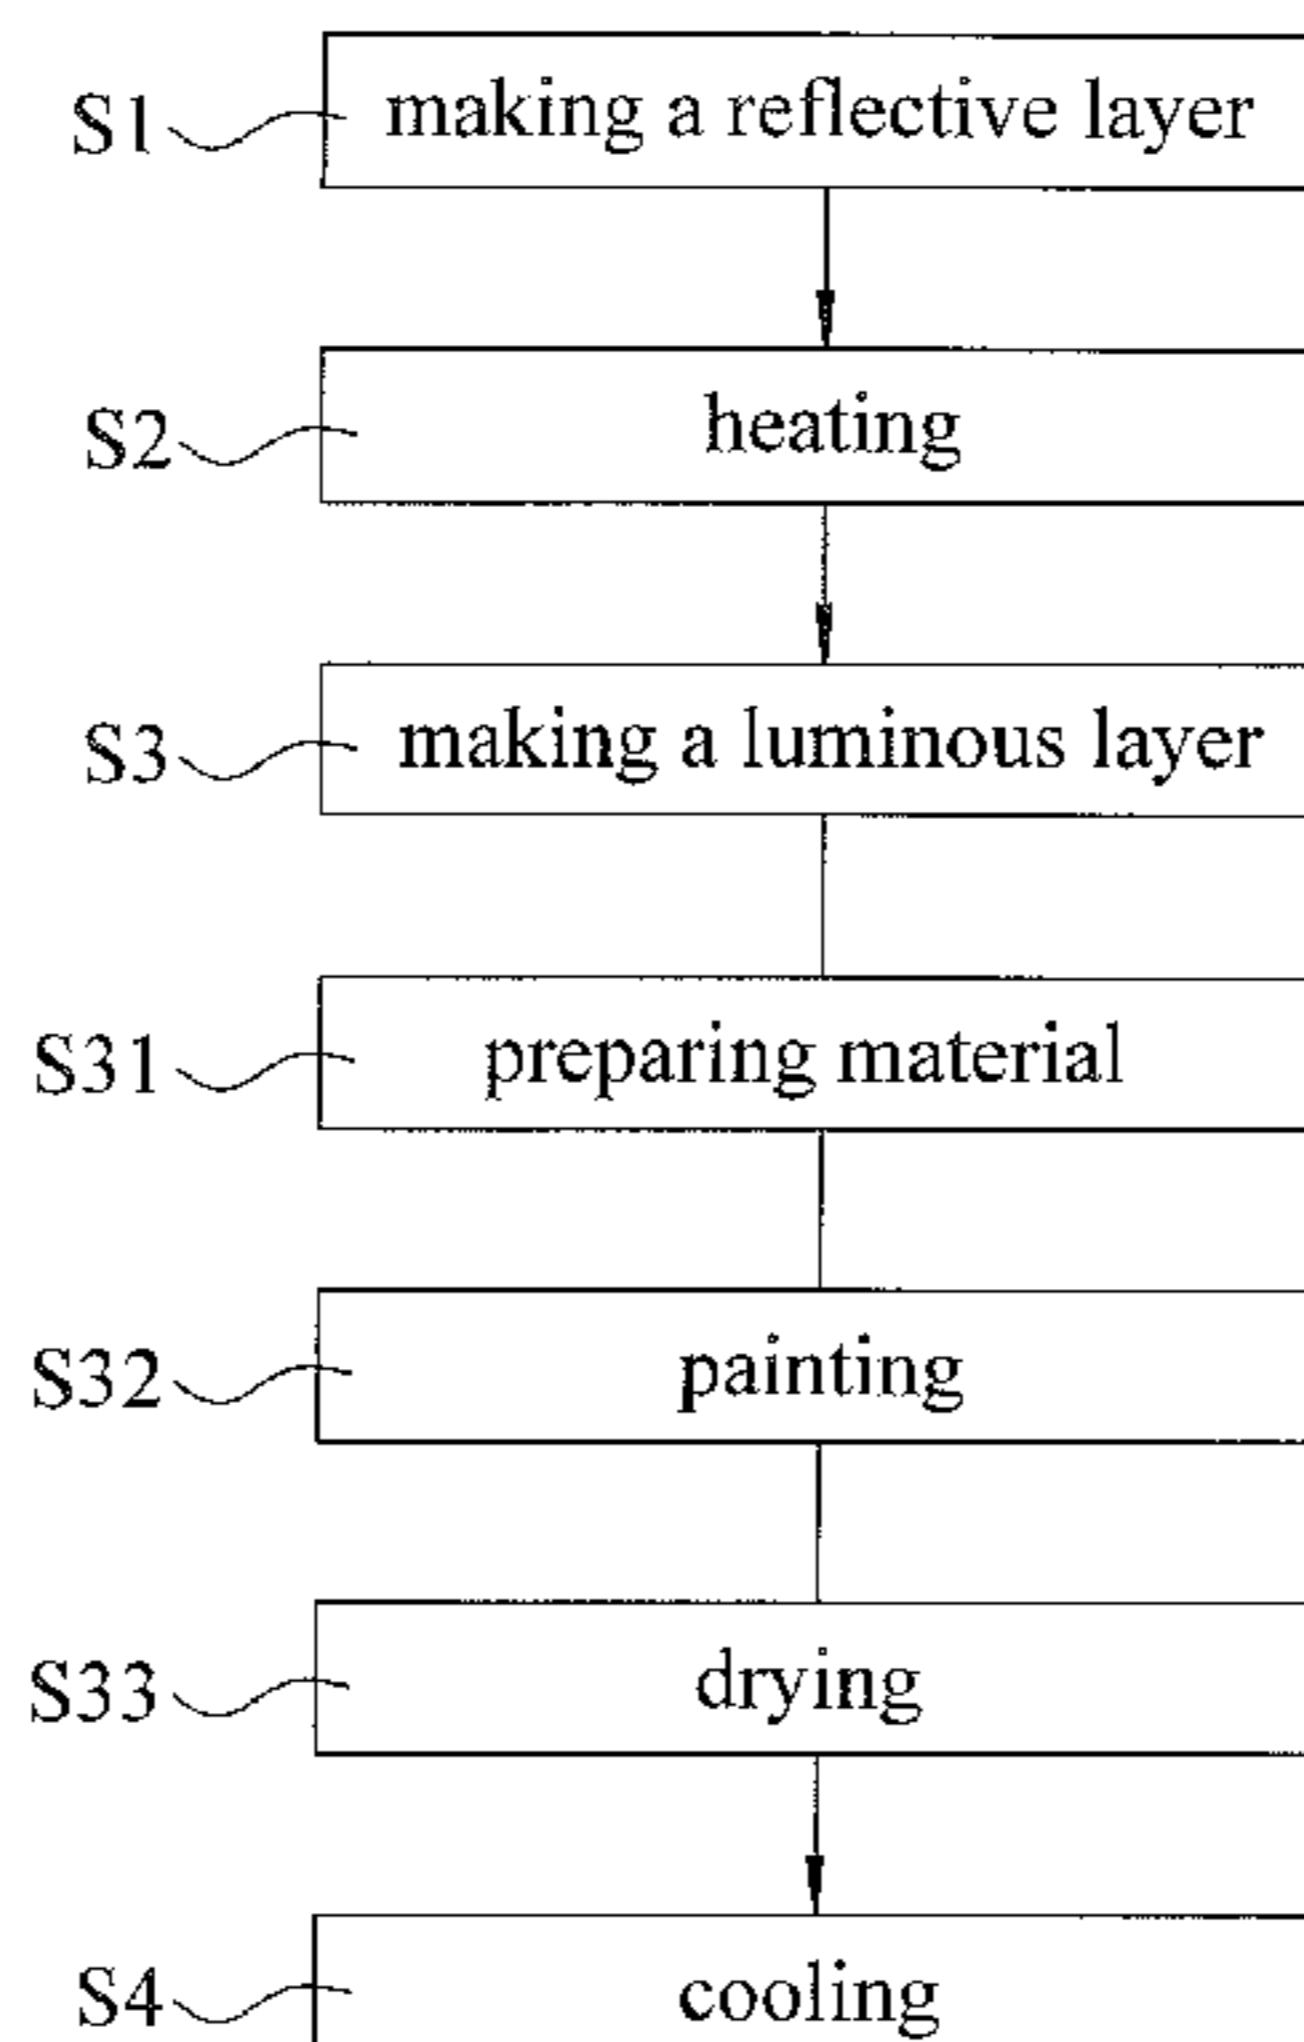 S1 making a reflective layer
S2 heating
S3 making a luminous layer
S31 preparing material
S32 painting
S33 drying
S4 cooling